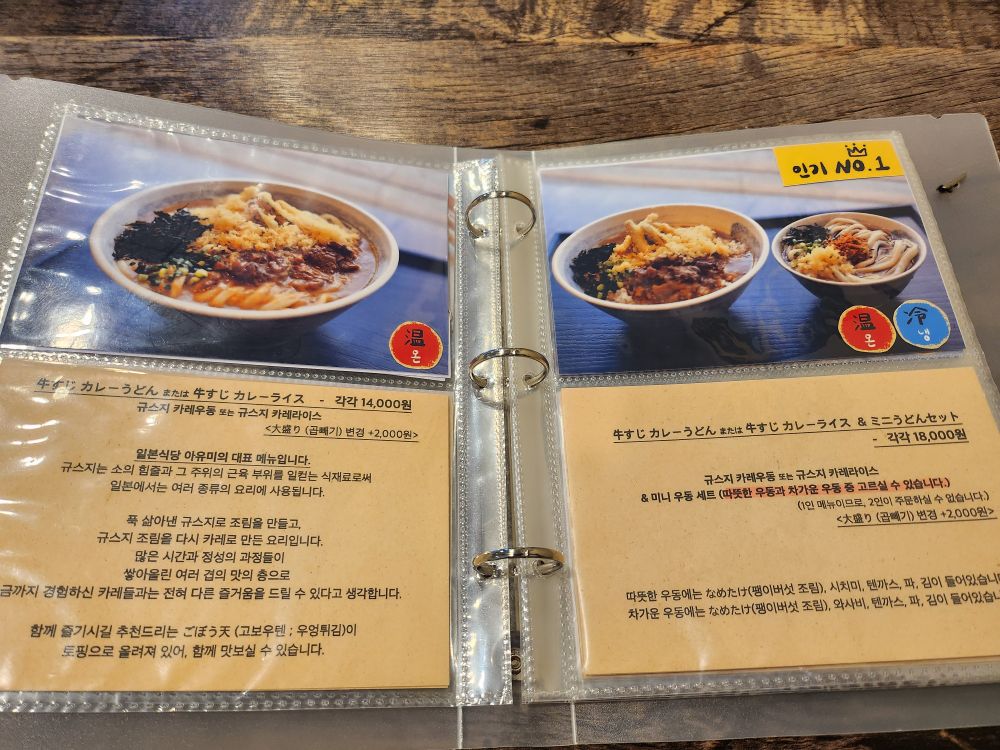 温
온
牛すじ カレーうどん または 牛すじ カレーライス - 각각 14,000원
규스지 카레우동 또는 규스지 카레라이스
<大盛り (곱빼기) 변경 +2,000원>
일본식당 아유미의 대표 메뉴입니다.
규스지는 소의 힘줄과 그 주위의 근육 부위를 일컫는 식재료로써
일본에서는 여러 종류의 요리에 사용됩니다.
푹 삶아낸 규스지로 조림을 만들고,
규스지 조림을 다시 카레로 만든 요리입니다.
많은 시간과 정성의 과정들이
쌓아올린 여러 겹의 맛의 층으로
금까지 경험하신 카레들과는 전혀 다른 즐거움을 드릴 수 있다고 생각합니다.
함께 즐기시길 추천드리는 ごぼう天 (고보우텐 ; 우엉튀김)이
토핑으로 올려져 있어, 함께 맛보실 수 있습니다.
인기 NO.1
温
온
冷
냉
牛すじ カレーうどん または 牛すじ カレーライス & ミニうどんセット
- 각각 18,000원
규스지 카레우동 또는 규스지 카레라이스
& 미니 우동 세트 (따뜻한 우동과 차가운 우동 중 고르실 수 있습니다.)
(1인 메뉴이므로, 2인이 주문하실 수 없습니다.)
<大盛り (곱빼기) 변경 +2,000원>
따뜻한 우동에는 なめたけ(팽이버섯 조림), 시치미, 텐까스, 파, 김이 들어있습니
차가운 우동에는 なめたけ(팽이버섯 조림), 와사비, 텐까스, 파, 김이 들어있습니